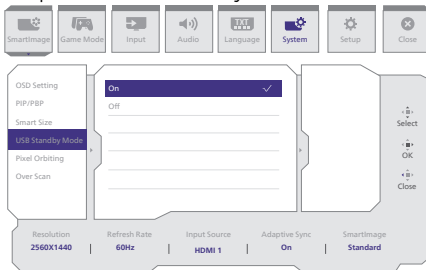 SmartImage
Game Mode
Input
Audio
TXT
Language
System
Setup
Close
OSD Setting
PIP/PBP
Smart Size
USB Standby Mode
Pixel Orbiting
Over Scan
On
Off
Select
OK
Close
Resolution
2560X1440
Refresh Rate
60Hz
Input Source
HDMI 1
Adaptive Sync
On
SmartImage
Standard